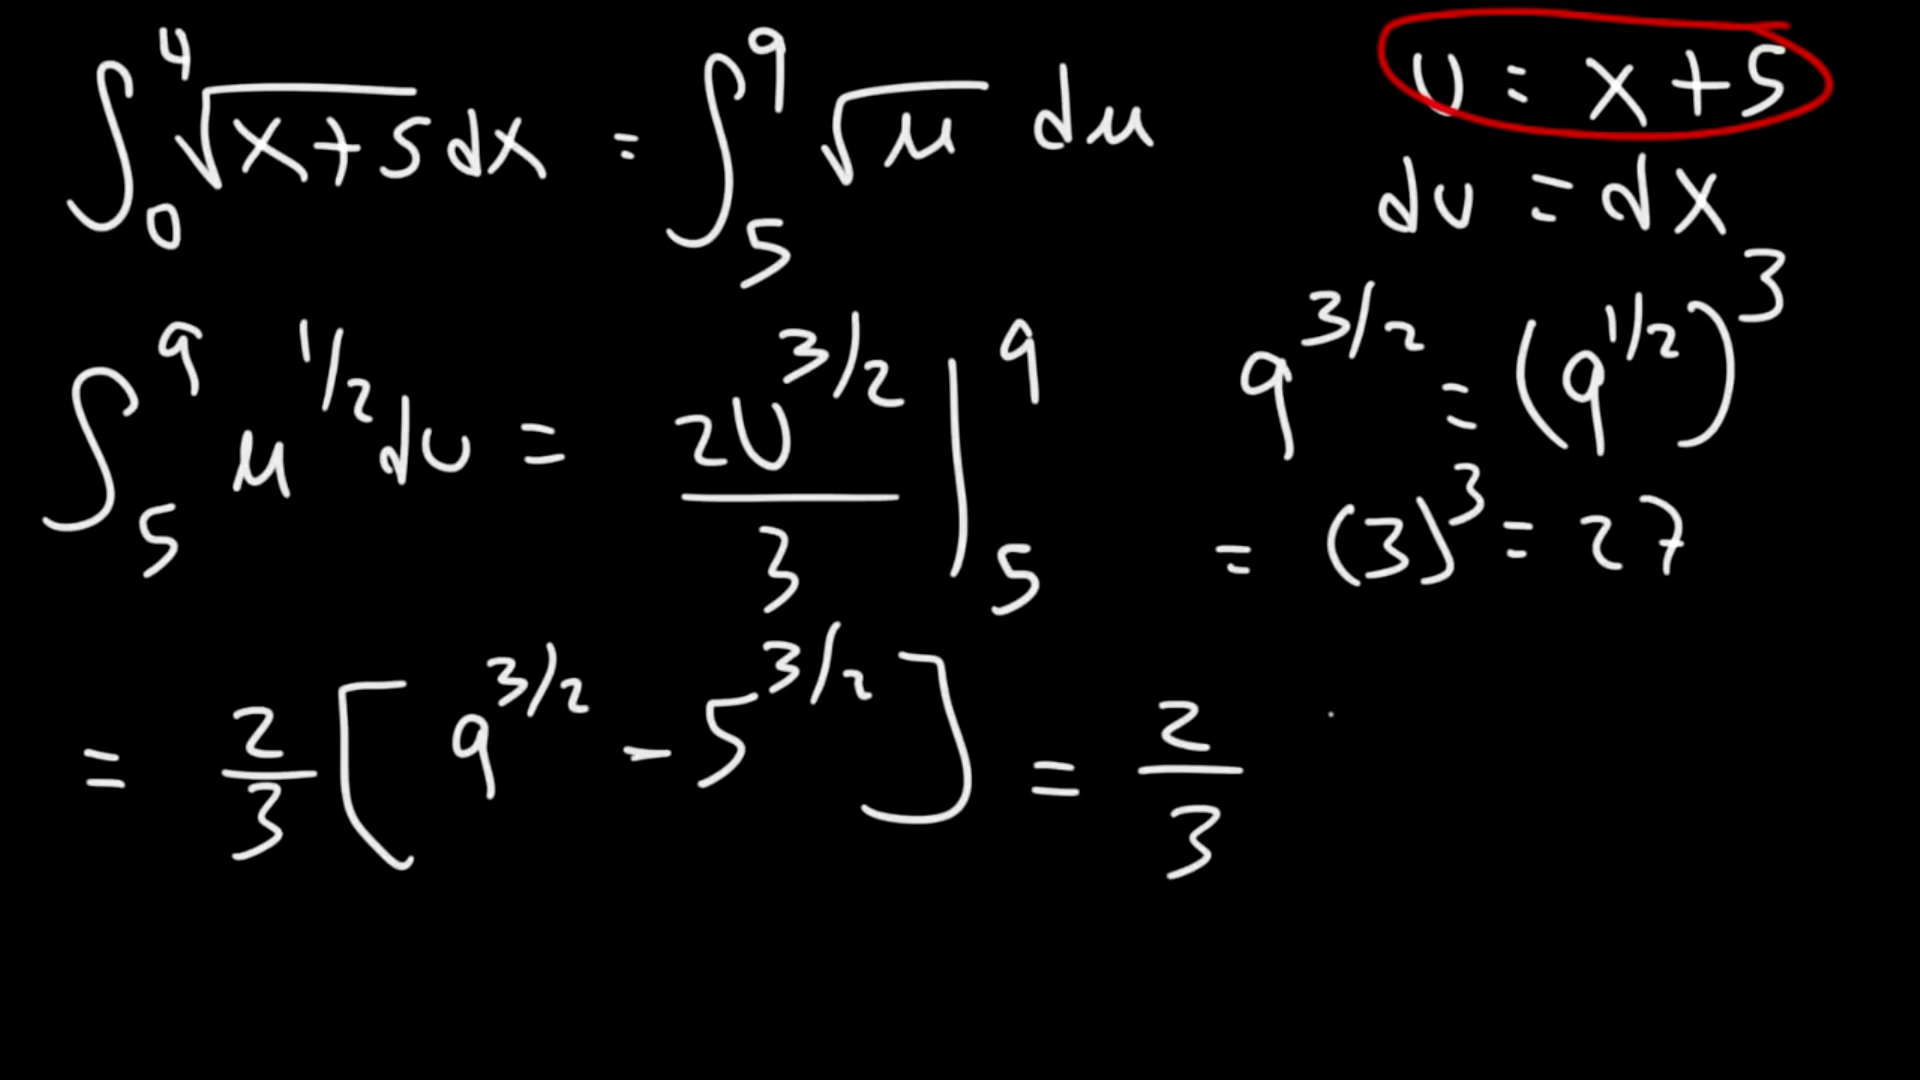 ∫₀⁴ √(x+5) dx = ∫₅⁹ √u du
u = x+5
du = dx
∫₅⁹ u^(1/2) du = 2u^(3/2)/3 |₅⁹
9^(3/2) = (9^(1/2))^3
= (3)^3 = 27
= 2/3 [9^(3/2) - 5^(3/2)] = 2/3